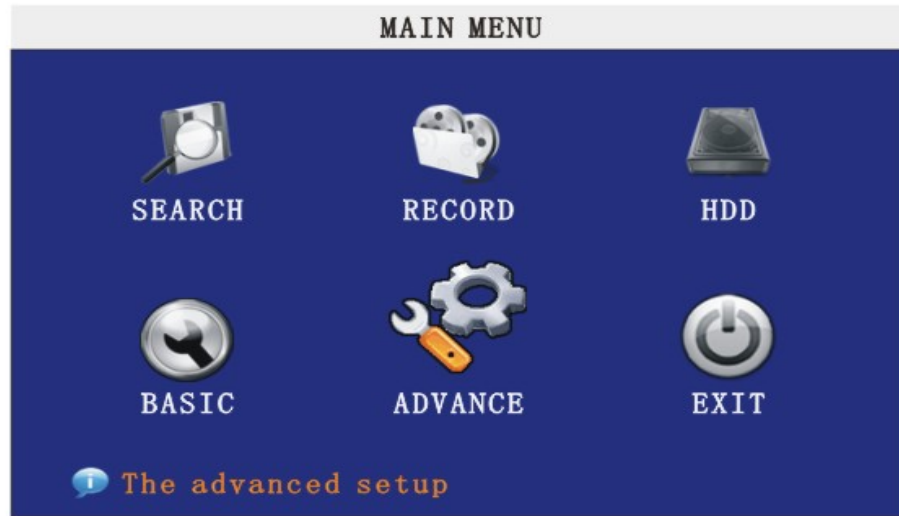 MAIN MENU
SEARCH RECORD HDD
BASIC ADVANCE EXIT
The advanced setup